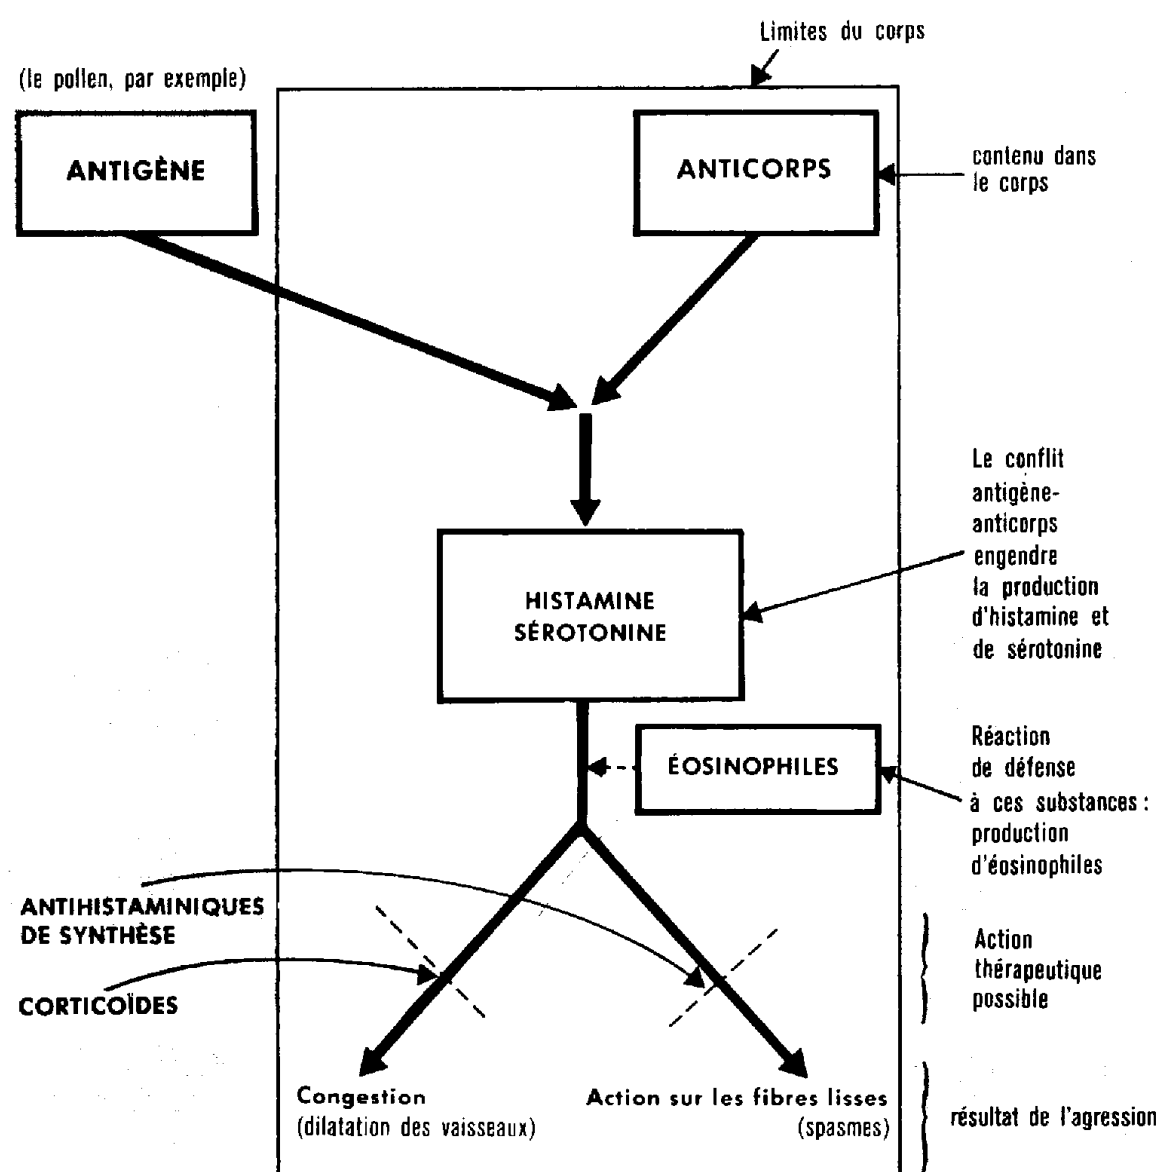 Limites du corps
(le pollen, par exemple)
ANTIGÈNE
ANTICORPS
contenu dans
le corps
Le conflit
antigène-
anticorps
engendre
la production
d'histamine et
de sérotonine
HISTAMINE
SÉROTONINE
Réaction
de défense
à ces substances :
production
d'éosinophiles
ÉOSINOPHILES
ANTIHISTAMINIQUES
DE SYNTHÈSE
CORTICOÏDES
Action
thérapeutique
possible
Congestion
(dilatation des vaisseaux)
Action sur les fibres lisses
(spasmes)
résultat de l'agression